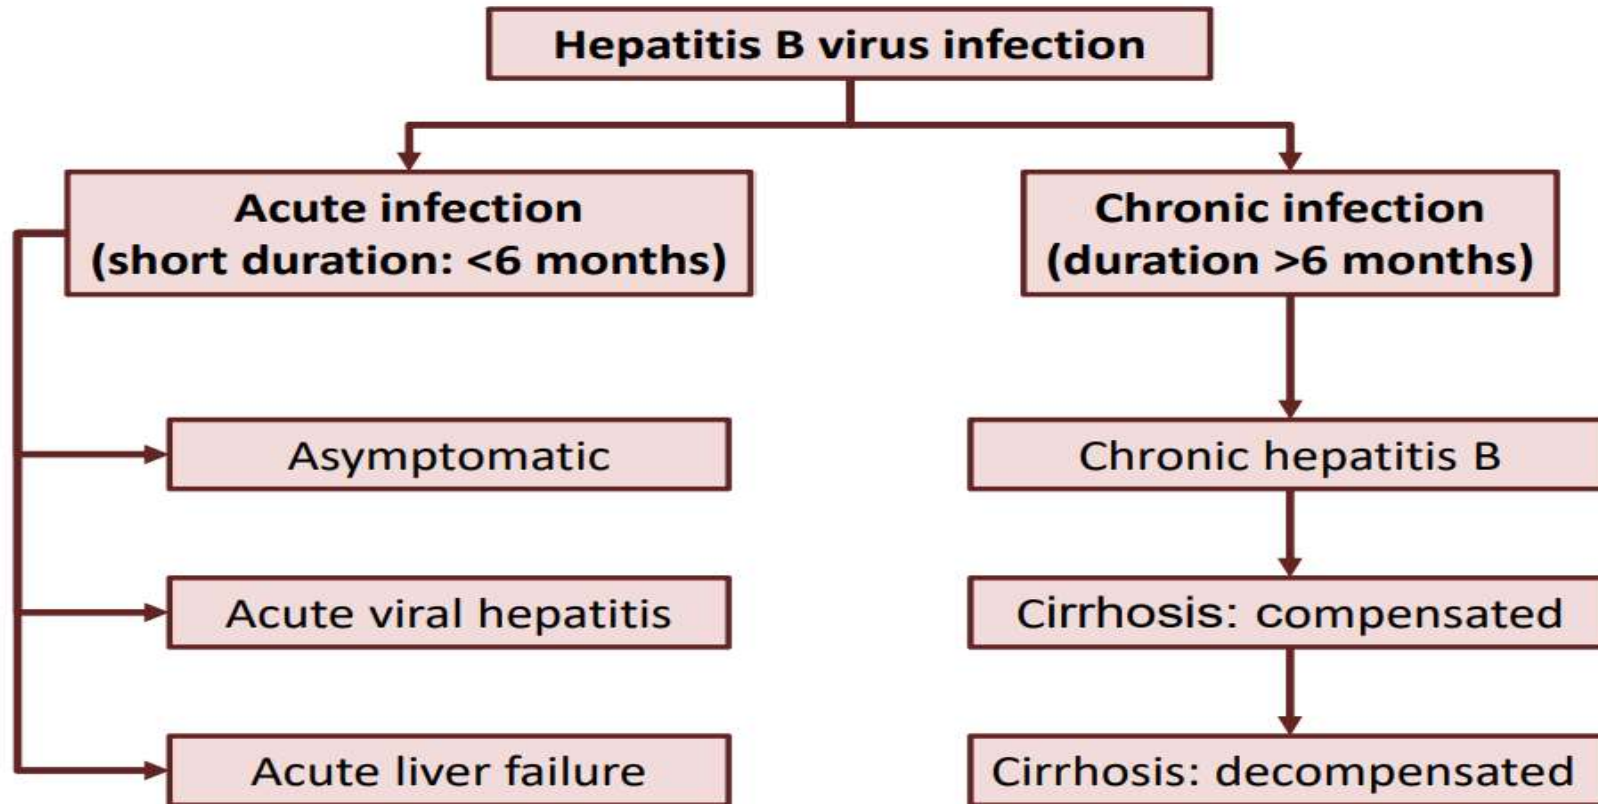 Hepatitis B virus infection
Acute infection
(short duration: <6 months)
Chronic infection
(duration >6 months)
Asymptomatic
Chronic hepatitis B
Acute viral hepatitis
Cirrhosis: compensated
Acute liver failure
Cirrhosis: decompensated